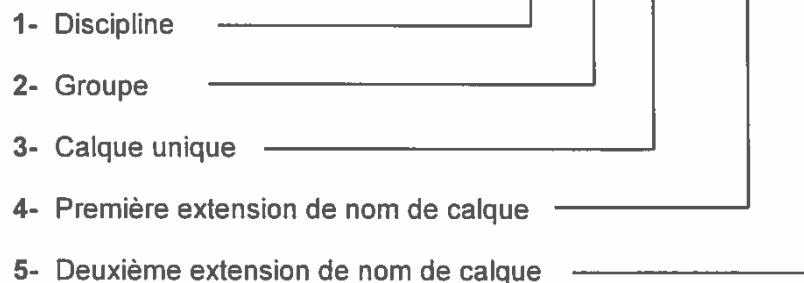 1- Discipline
2- Groupe
3- Calque unique
4- Première extension de nom de calque
5- Deuxième extension de nom de calque